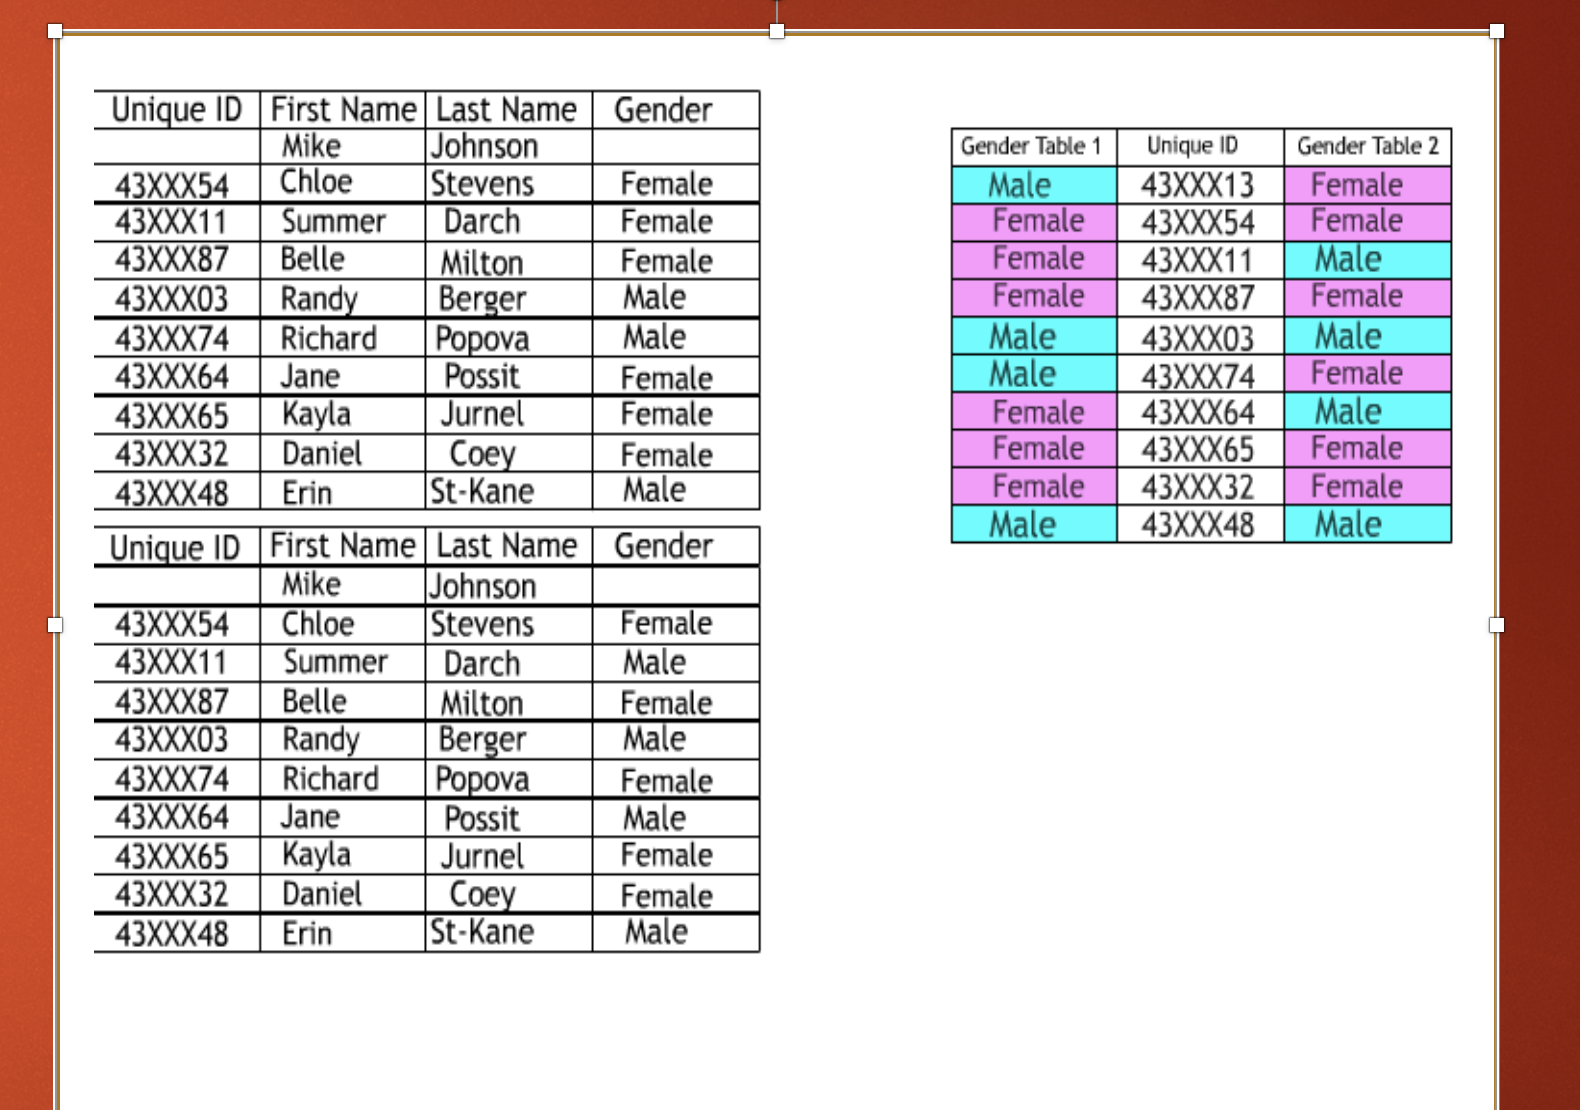 Unique ID First Name Last Name Gender
Mike Johnson
43XXX54 Chloe Stevens Female
43XXX11 Summer Darch Female
43XXX87 Belle Milton Female
43XXX03 Randy Berger Male
43XXX74 Richard Popova Male
43XXX64 Jane Possit Female
43XXX65 Kayla Jurnel Female
43XXX32 Daniel Coey Female
43XXX48 Erin St-Kane Male
Unique ID First Name Last Name Gender
Mike Johnson
43XXX54 Chloe Stevens Female
43XXX11 Summer Darch Male
43XXX87 Belle Milton Female
43XXX03 Randy Berger Male
43XXX74 Richard Popova Female
43XXX64 Jane Possit Male
43XXX65 Kayla Jurnel Female
43XXX32 Daniel Coey Female
43XXX48 Erin St-Kane Male
Gender Table 1 Unique ID Gender Table 2
Male 43XXX13 Female
Female 43XXX54 Female
Female 43XXX11 Male
Female 43XXX87 Female
Male 43XXX03 Male
Male 43XXX74 Female
Female 43XXX64 Male
Female 43XXX65 Female
Female 43XXX32 Female
Male 43XXX48 Male